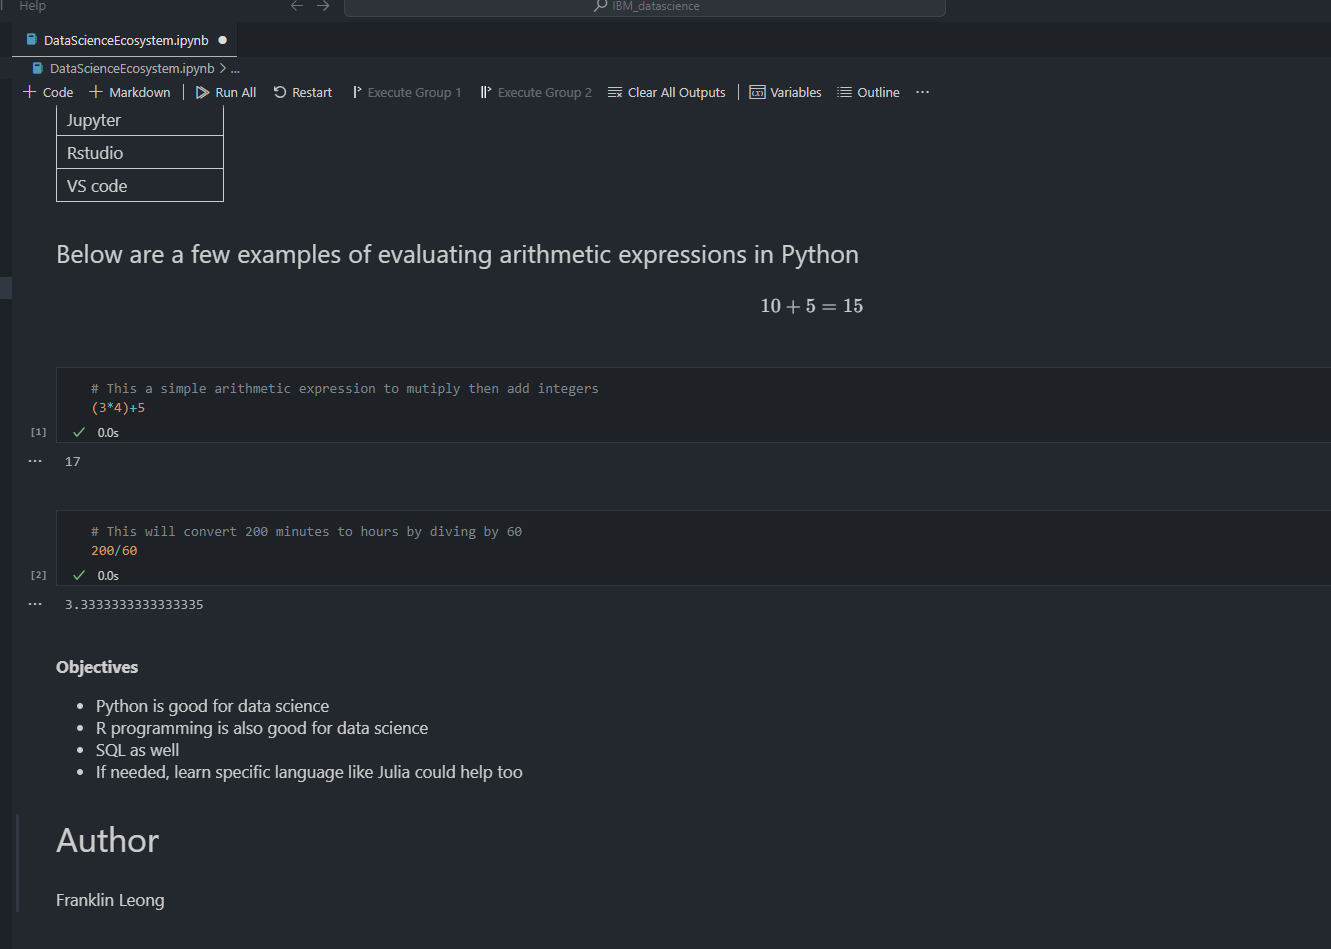 Help
IBM_datascience
DataScienceEcosystem.ipynb
DataScienceEcosystem.ipynb > ...
+ Code + Markdown | Run All Restart Execute Group 1 Execute Group 2 Clear All Outputs | Variables Outline ...
Jupyter
Rstudio
VS code
Below are a few examples of evaluating arithmetic expressions in Python
10 + 5 = 15
# This a simple arithmetic expression to mutiply then add integers
(3*4)+5
[1] ✓ 0.0s
... 17
# This will convert 200 minutes to hours by diving by 60
200/60
[2] ✓ 0.0s
... 3.3333333333333335
Objectives
• Python is good for data science
• R programming is also good for data science
• SQL as well
• If needed, learn specific language like Julia could help too
Author
Franklin Leong